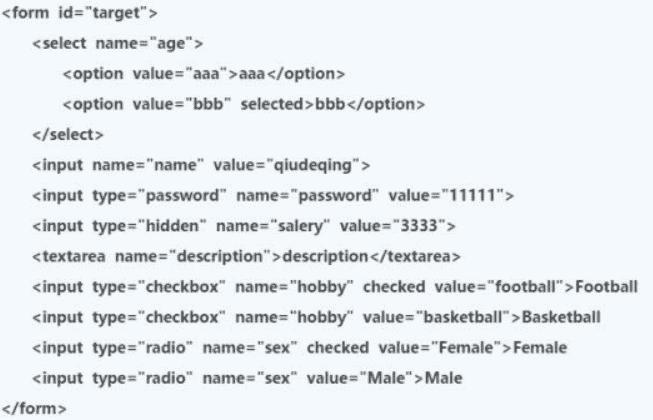 <form id="target">
<select name="age">
<option value="aaa">aaa</option>
<option value="bbb" selected>bbb</option>
</select>
<input name="name" value="qiudeqing">
<input type="password" name="password" value="11111">
<input type="hidden" name="salery" value="3333">
<textarea name="description">description</textarea>
<input type="checkbox" name="hobby" checked value="football">Football
<input type="checkbox" name="hobby" value="basketball">Basketball
<input type="radio" name="sex" checked value="Female">Female
<input type="radio" name="sex" value="Male">Male
</form>